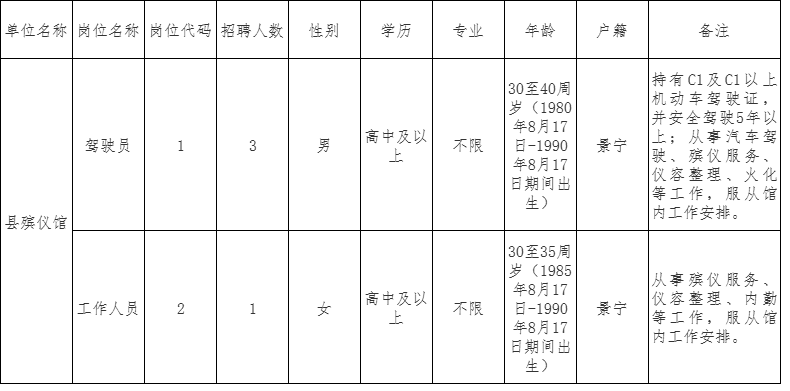 单位名称 岗位名称 岗位代码 招聘人数 性别 学历 专业 年龄 户籍 备注
县殡仪馆
驾驶员 1 3 男
高中及以
上
不限
30至40周
岁（1980
年8月17
日-1990
年8月17
日期间出
生）
景宁
持有C1及C1以上
机动车驾驶证，
并安全驾驶5年以
上；从事汽车驾
驶、殡仪服务、
仪容整理、火化
等工作，服从馆
内工作安排。
工作人员 2 1 女
高中及以
上
不限
30至35周
岁（1985
年8月17
日-1990
年8月17
日期间出
生）
景宁
从事殡仪服务、
仪容整理、内勤
等工作，服从馆
内工作安排。